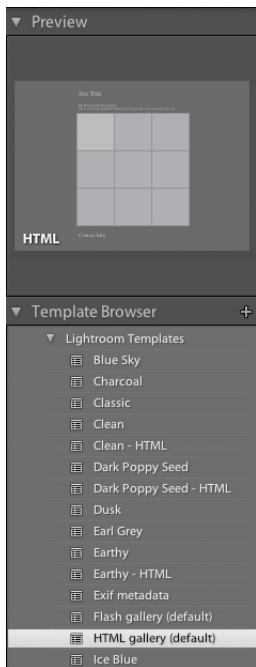 Preview
Site Title
HTML
Contact Info
Template Browser
Lightroom Templates
Blue Sky
Charcoal
Classic
Clean
Clean - HTML
Dark Poppy Seed
Dark Poppy Seed - HTML
Dusk
Earl Grey
Earthy
Earthy - HTML
Exif metadata
Flash gallery (default)
HTML gallery (default)
Ice Blue